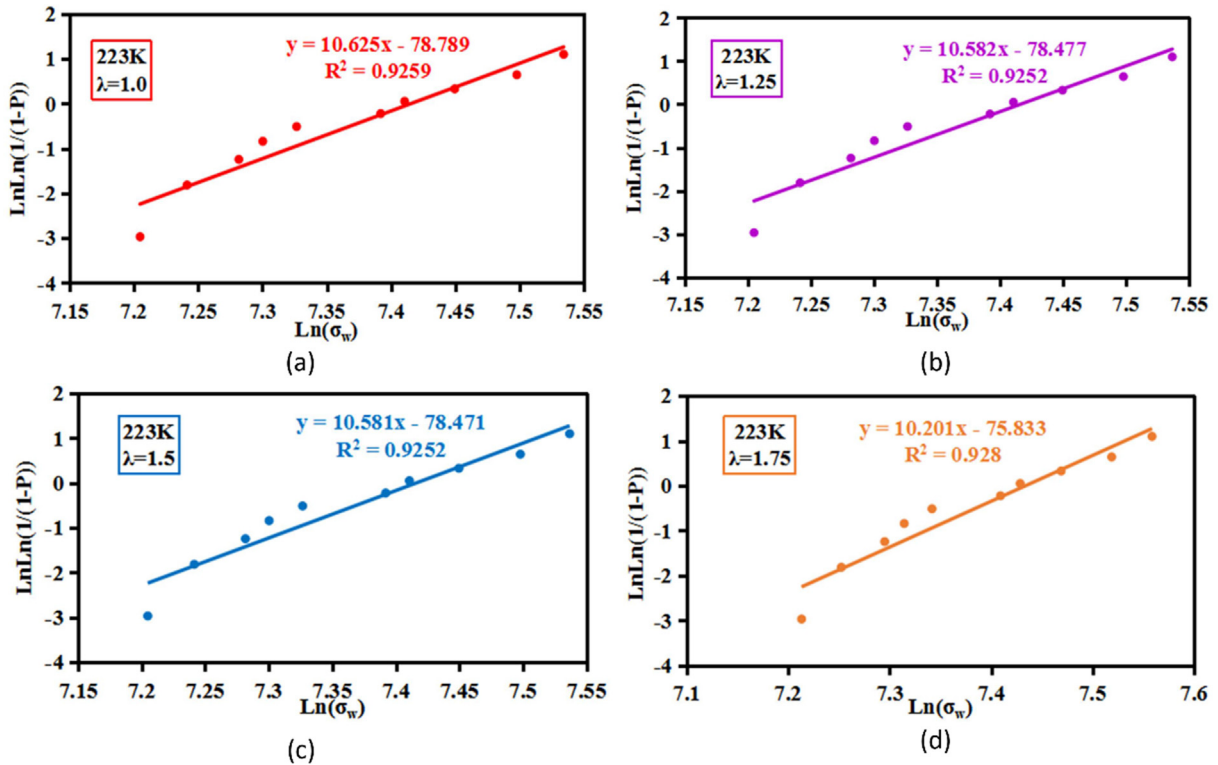 2
1
0
-1
-2
-3
-4
LnLn(1/(1-P))
223K
λ=1.0
y = 10.625x - 78.789
R² = 0.9259
7.15 7.2 7.25 7.3 7.35 7.4 7.45 7.5 7.55
Ln(σw)
(a)
2
1
0
-1
-2
-3
-4
LnLn(1/(1-P))
223K
λ=1.25
y = 10.582x - 78.477
R² = 0.9252
7.15 7.2 7.25 7.3 7.35 7.4 7.45 7.5 7.55
Ln(σw)
(b)
2
1
0
-1
-2
-3
-4
LnLn(1/(1-P))
223K
λ=1.5
y = 10.581x - 78.471
R² = 0.9252
7.15 7.2 7.25 7.3 7.35 7.4 7.45 7.5 7.55
Ln(σw)
(c)
2
1
0
-1
-2
-3
-4
LnLn(1/(1-P))
223K
λ=1.75
y = 10.201x - 75.833
R² = 0.928
7.1 7.2 7.3 7.4 7.5 7.6
Ln(σw)
(d)